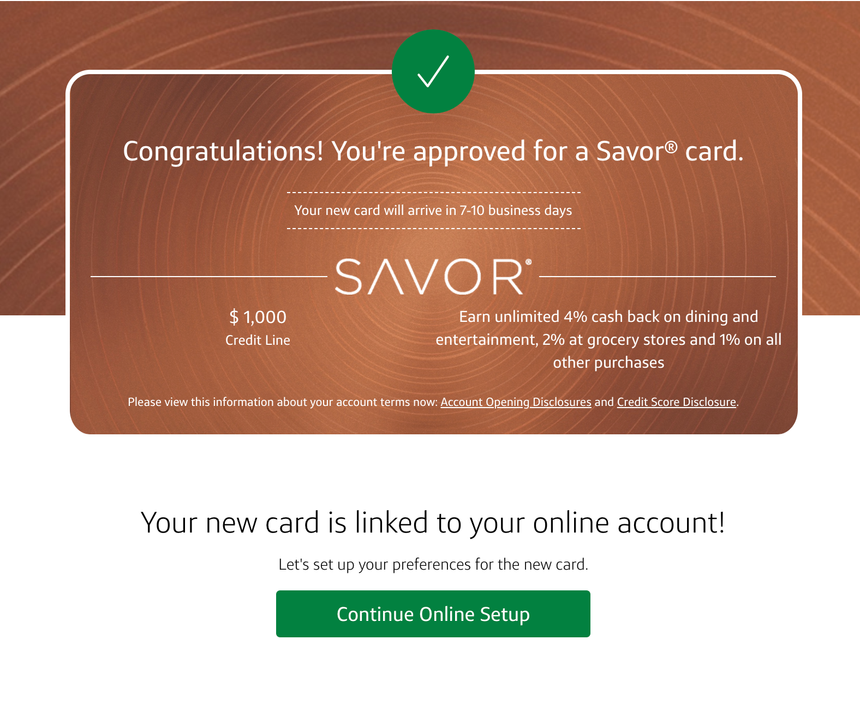 Congratulations! You're approved for a Savor® card.
Your new card will arrive in 7-10 business days
SAVOR®
$ 1,000
Credit Line
Earn unlimited 4% cash back on dining and
entertainment, 2% at grocery stores and 1% on all
other purchases
Please view this information about your account terms now: Account Opening Disclosures and Credit Score Disclosure.
Your new card is linked to your online account!
Let's set up your preferences for the new card.
Continue Online Setup